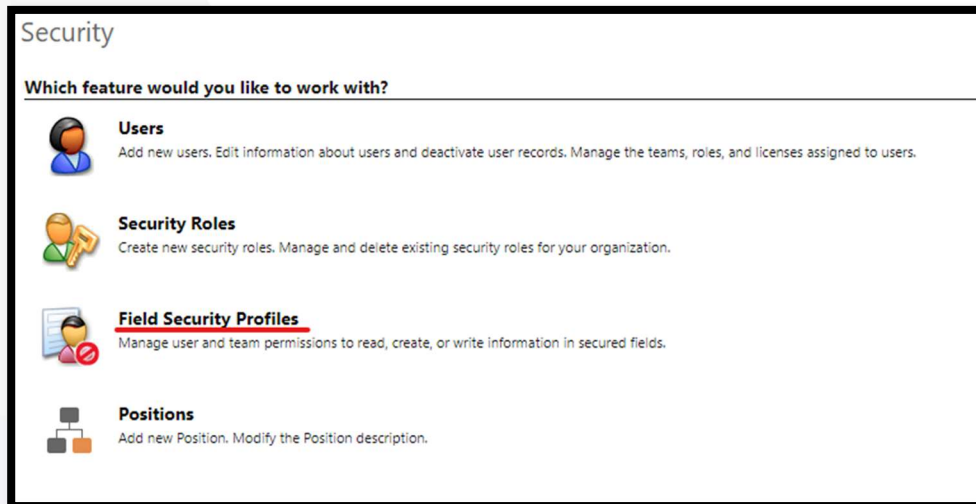 Security
Which feature would you like to work with?
Users
Add new users. Edit information about users and deactivate user records. Manage the teams, roles, and licenses assigned to users.
Security Roles
Create new security roles. Manage and delete existing security roles for your organization.
Field Security Profiles
Manage user and team permissions to read, create, or write information in secured fields.
Positions
Add new Position. Modify the Position description.